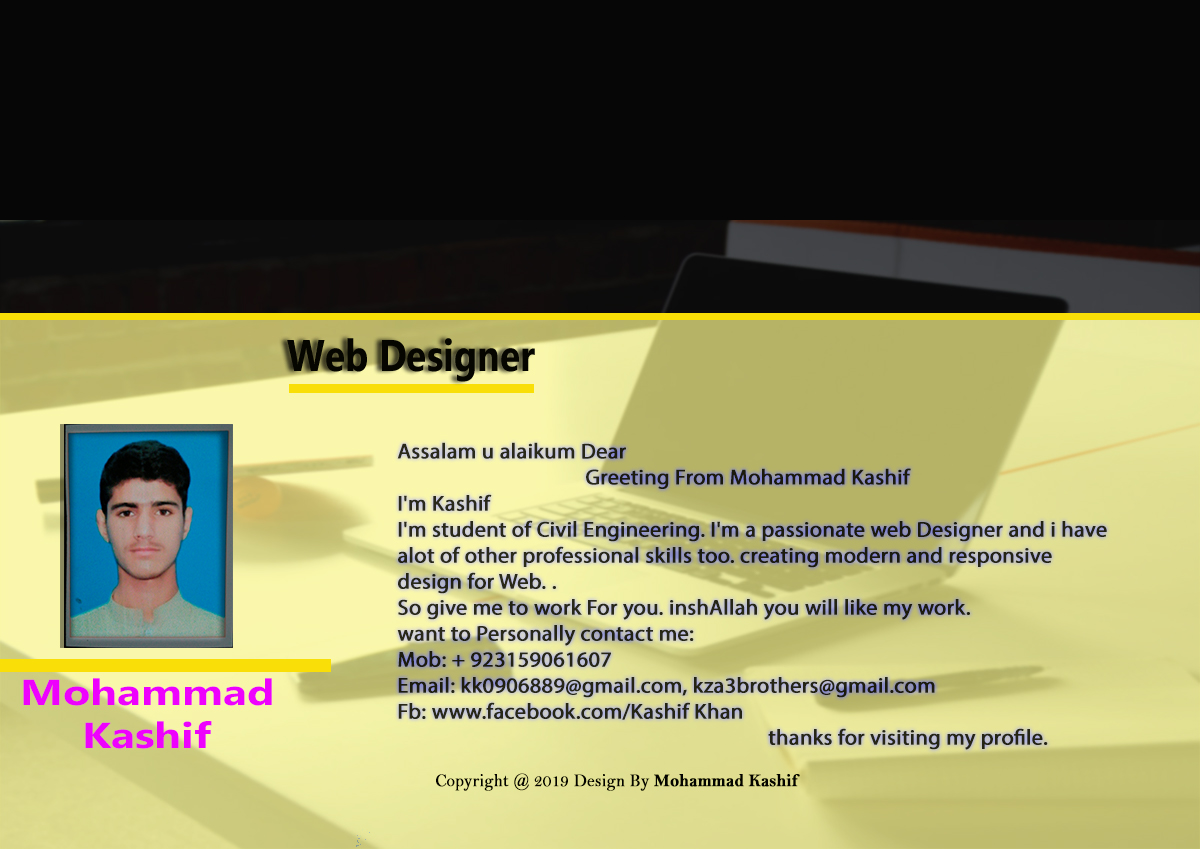 Web Designer
Assalam u alaikum Dear
Greeting From Mohammad Kashif
I'm Kashif
I'm student of Civil Engineering. I'm a passionate web Designer and i have
alot of other professional skills too. creating modern and responsive
design for Web. .
So give me to work For you. inshAllah you will like my work.
want to Personally contact me:
Mob: + 923159061607
Email: kk0906889@gmail.com, kza3brothers@gmail.com
Fb: www.facebook.com/Kashif Khan
thanks for visiting my profile.
Mohammad
Kashif
Copyright @ 2019 Design By Mohammad Kashif